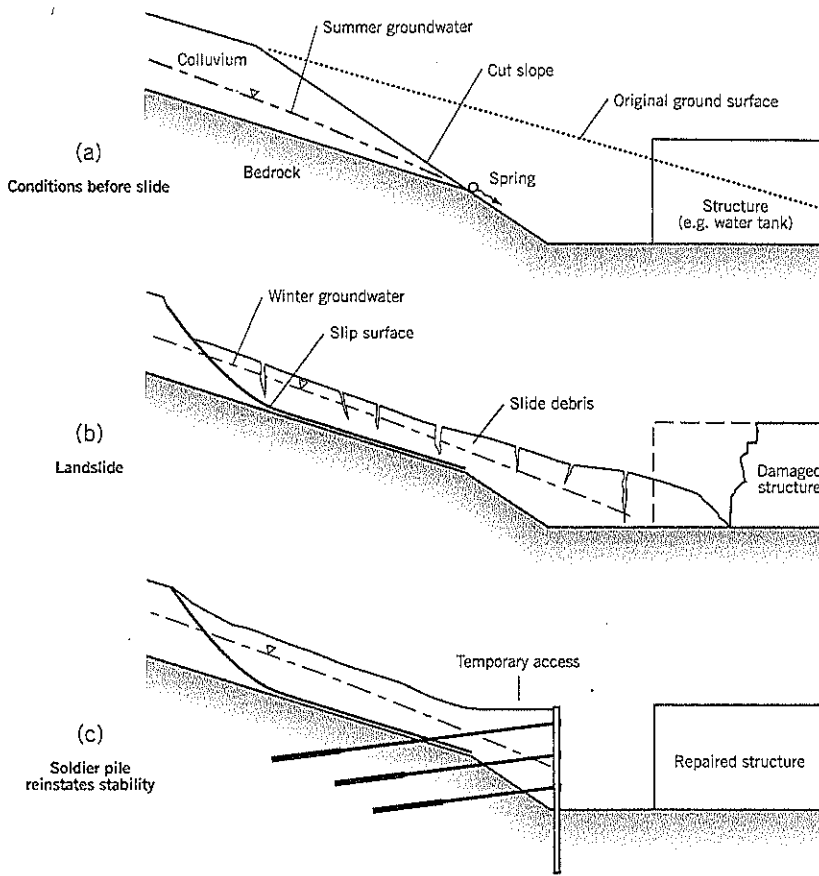 Summer groundwater
Colluvium
Cut slope
Original ground surface
(a)
Conditions before slide
Bedrock
Spring
Structure
(e.g. water tank)
Winter groundwater
Slip surface
Slide debris
(b)
Landslide
Damaged
structure
Temporary access
(c)
Soldier pile
reinstates stability
Repaired structure